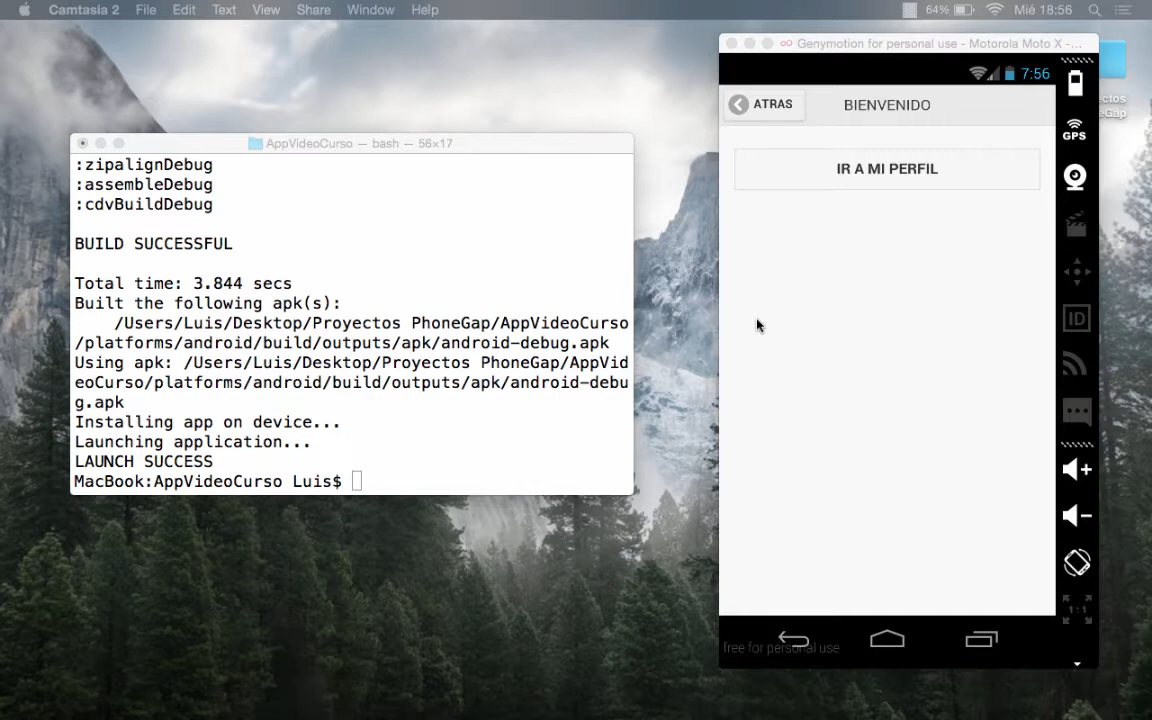 Camtasia 2 File Edit Text View Share Window Help 64% Mié 18:56
Genymotion for personal use - Motorola Moto X -...
7:56
ATRAS BIENVENIDO
IR A MI PERFIL
GPS
ID
1:1
free for personal use
ctos
eGap
AppVideoCurso — bash — 56×17
:zipalignDebug
:assembleDebug
:cdvBuildDebug
BUILD SUCCESSFUL
Total time: 3.844 secs
Built the following apk(s):
/Users/Luis/Desktop/Proyectos PhoneGap/AppVideoCurso
/platforms/android/build/outputs/apk/android-debug.apk
Using apk: /Users/Luis/Desktop/Proyectos PhoneGap/AppVid
eoCurso/platforms/android/build/outputs/apk/android-debu
g.apk
Installing app on device...
Launching application...
LAUNCH SUCCESS
MacBook:AppVideoCurso Luis$